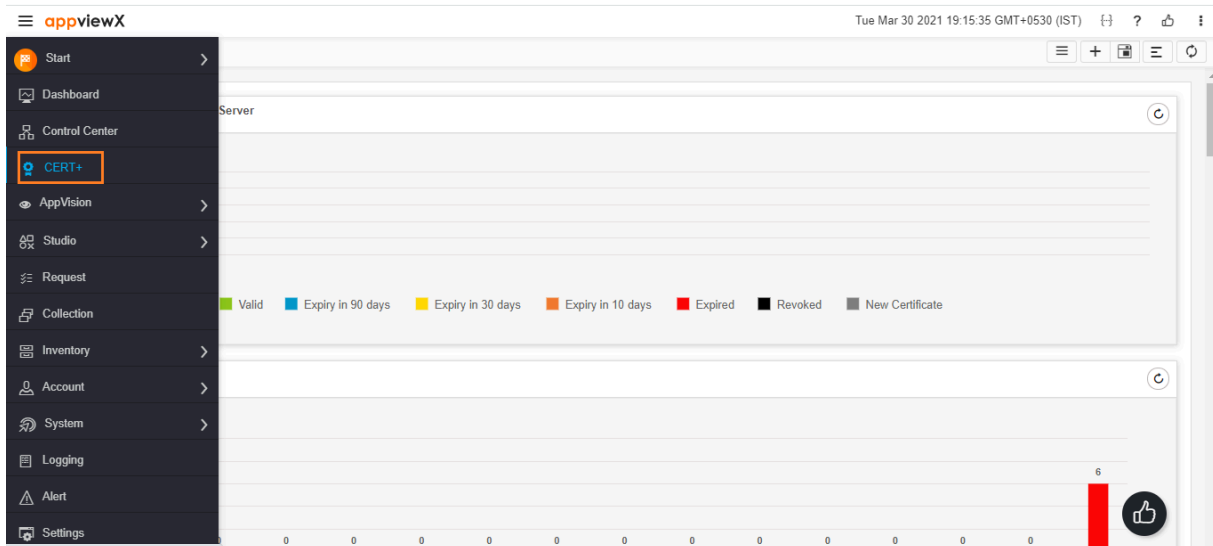 appviewX
Tue Mar 30 2021 19:15:35 GMT+0530 (IST)
?
Start
Dashboard
Control Center
CERT+
AppVision
Studio
Request
Collection
Inventory
Account
System
Logging
Alert
Settings
Server
Valid Expiry in 90 days Expiry in 30 days Expiry in 10 days Expired Revoked New Certificate
6
0 0 0 0 0 0 0 0 0 0 0 0